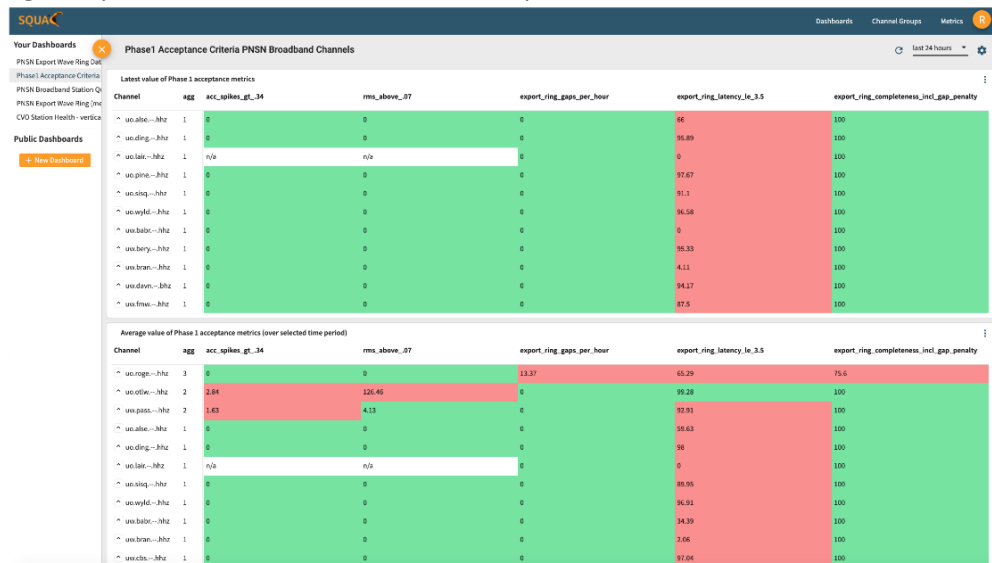 SQUAC
Dashboards Channel Groups Metrics R
Your Dashboards
PNSN Export Wave Ring Dat
Phase1 Acceptance Criteria
PNSN Broadband Station Q
PNSN Export Wave Ring [me
CVO Station Health - vertica
Public Dashboards
+ New Dashboard
Phase1 Acceptance Criteria PNSN Broadband Channels
last 24 hours
Latest value of Phase 1 acceptance metrics
Channel agg acc_spikes_gt_.34 rms_above_.07 export_ring_gaps_per_hour export_ring_latency_le_3.5 export_ring_completeness_incl_gap_penalty
uo.alse.--.hhz 1 0 0 0 66 100
uo.ding.--.hhz 1 0 0 0 95.89 100
uo.lair.--.hhz 1 n/a n/a 0 0 100
uo.pine.--.hhz 1 0 0 0 97.67 100
uo.sisq.--.hhz 1 0 0 0 91.1 100
uo.wyld.--.hhz 1 0 0 0 96.58 100
uw.babr.--.hhz 1 0 0 0 0 100
uw.bery.--.hhz 1 0 0 0 95.33 100
uw.bran.--.hhz 1 0 0 0 4.11 100
uw.davn.--.bhz 1 0 0 0 94.17 100
uw.fmw.--.hhz 1 0 0 0 87.5 100
Average value of Phase 1 acceptance metrics (over selected time period)
Channel agg acc_spikes_gt_.34 rms_above_.07 export_ring_gaps_per_hour export_ring_latency_le_3.5 export_ring_completeness_incl_gap_penalty
uo.roge.--.hhz 3 0 0 13.37 65.29 75.6
uw.otlw.--.hhz 2 2.84 126.46 0 99.28 100
uw.pass.--.hhz 2 1.63 4.13 0 92.91 100
uo.alse.--.hhz 1 0 0 0 59.63 100
uo.ding.--.hhz 1 0 0 0 98 100
uo.lair.--.hhz 1 n/a n/a 0 0 100
uo.sisq.--.hhz 1 0 0 0 89.95 100
uo.wyld.--.hhz 1 0 0 0 96.91 100
uw.babr.--.hhz 1 0 0 0 34.39 100
uw.bran.--.hhz 1 0 0 0 2.06 100
uw.cbs.--.hhz 1 0 0 0 97.04 100